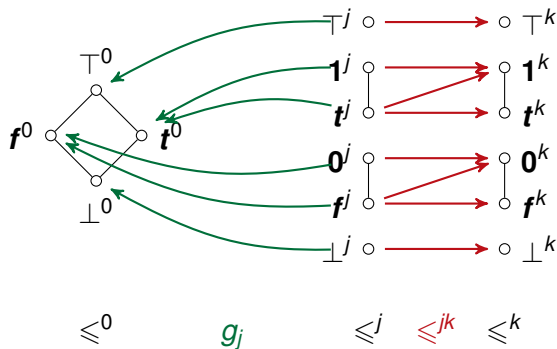 ⊤^j ⊤^k
⊤^0
1^j 1^k
f^0 t^0 t^j t^k
0^j 0^k
⊥^0 f^j f^k
⊥^j ⊥^k
⩽^0 g_j ⩽^j ⩽^{jk} ⩽^k